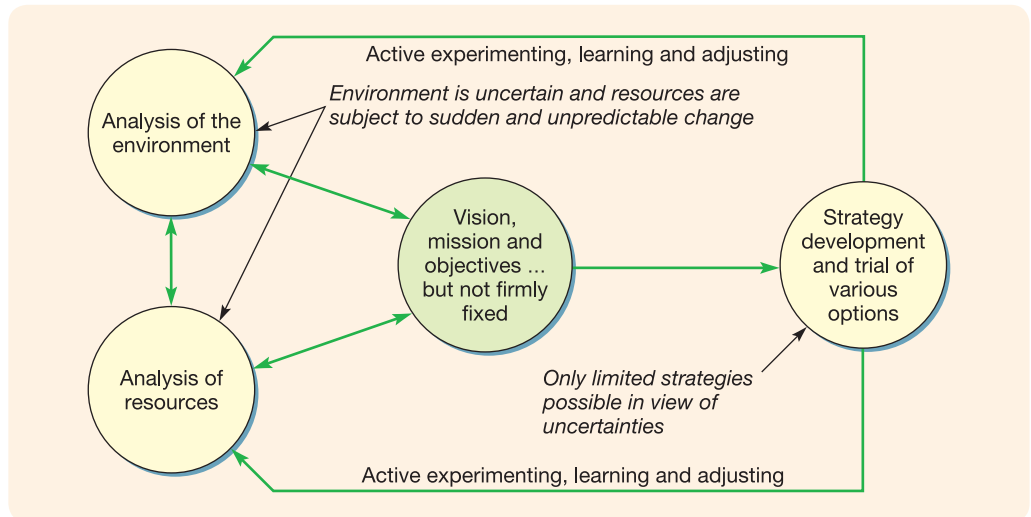 Active experimenting, learning and adjusting
Environment is uncertain and resources are
subject to sudden and unpredictable change
Analysis of the
environment
Vision,
mission and
objectives ...
but not firmly
fixed
Strategy
development
and trial of
various
options
Analysis of
resources
Only limited strategies
possible in view of
uncertainties
Active experimenting, learning and adjusting